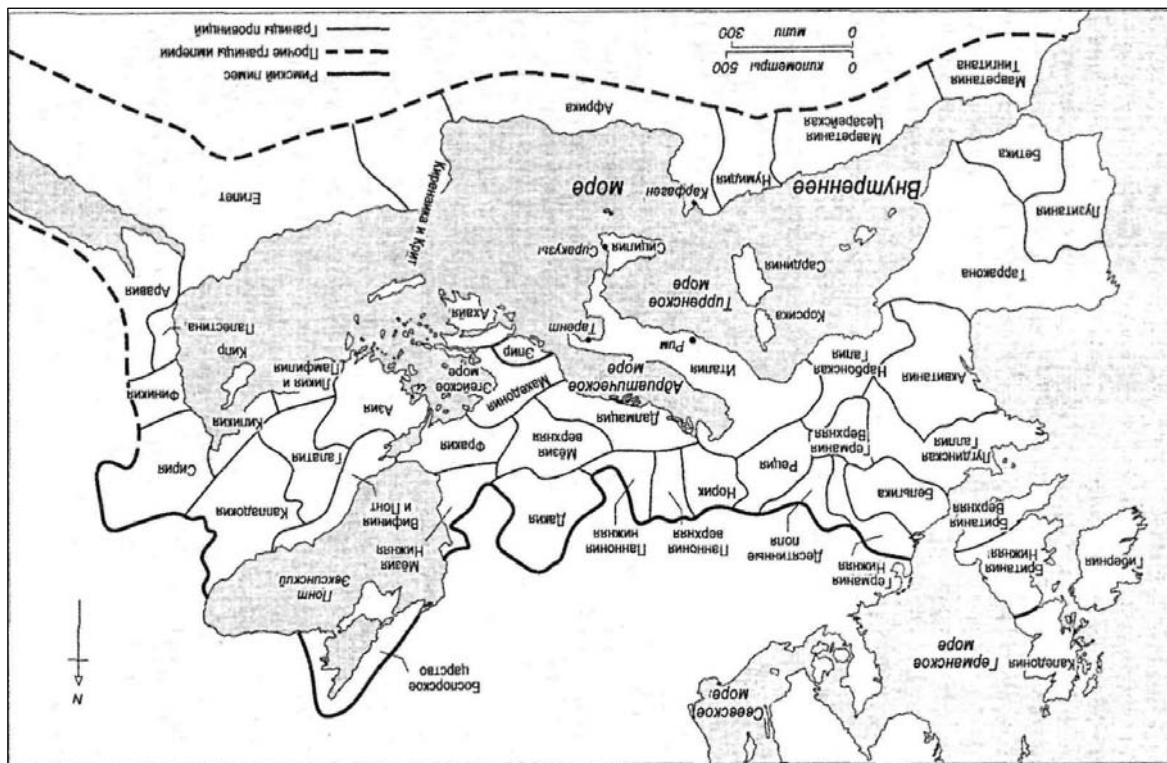 Свевское
море
Каледония
Германское
море
Гиберния
Британия
Нижняя
Британия
Верхняя
Германия
Нижняя
Бельгика
Лугдинская
Галлия
Аквитания
Нарбонская
Галлия
Германия
Верхняя
Десятинные
поля
Реция
Норик
Паннония
верхняя
Паннония
нижняя
Дакия
Боспорское
царство
N
Понт
Эвксинский
Мёзия
Нижняя
Вифиния
и Понт
Каппадокия
Сирия
Галатия
Азия
Киликия
Ликия и
Памфилия
Финикия
Кипр
Палестина
Аравия
Фракия
Мёзия
верхняя
Далмация
Македония
Эгейское
море
Эпир
Ахайя
Адриатическое
море
Италия
Рим
Тарент
Корсика
Сардиния
Тирренское
море
Сицилия
Сиракузы
Тарракона
Лузитания
Бетика
Внутреннее
море
Карфаген
Нумидия
Мавретания
Цезарейская
Мавретания
Тингитана
Африка
Киренаика и Крит
Египет
0 километры 500
0 мили 300
Римский лимес
Прочие границы империи
Границы провинций